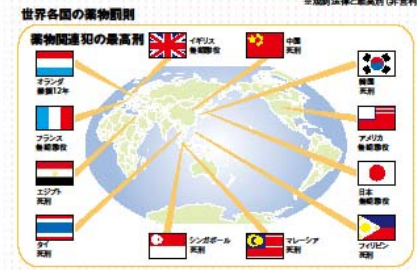 世界各国の薬物罰則
薬物関連犯の最高刑
イギリス
無期懲役
中国
死刑
オランダ
懲役12年
韓国
死刑
フランス
無期懲役
アメリカ
無期懲役
エジプト
死刑
日本
無期懲役
タイ
死刑
シンガポール
死刑
マレーシア
死刑
フィリピン
死刑